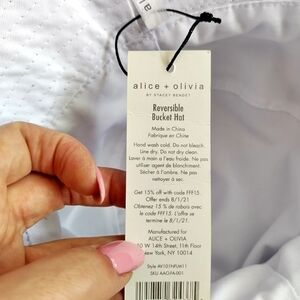 alice + olivia
BY STACEY BENDET
Reversible
Bucket Hat
Made in China
Fabriqué en Chine
Hand wash cold. Do not bleach.
Line dry. Do not dry clean.
Laver à main a l'eau froide. Ne pas
utiliser agent de blanchiment.
Sécher à l'ombre. Ne pas
nettoyer à sec.
Get 15% off with code FFF15.
Offer ends 8/1/21
Obtenez 15 % de rabais avec
le code FFF15. L'offre se
termine le 8/1/21.
Manufactured for
ALICE + OLIVIA
W 14th Street, 11th Floor
New York, NY 10014